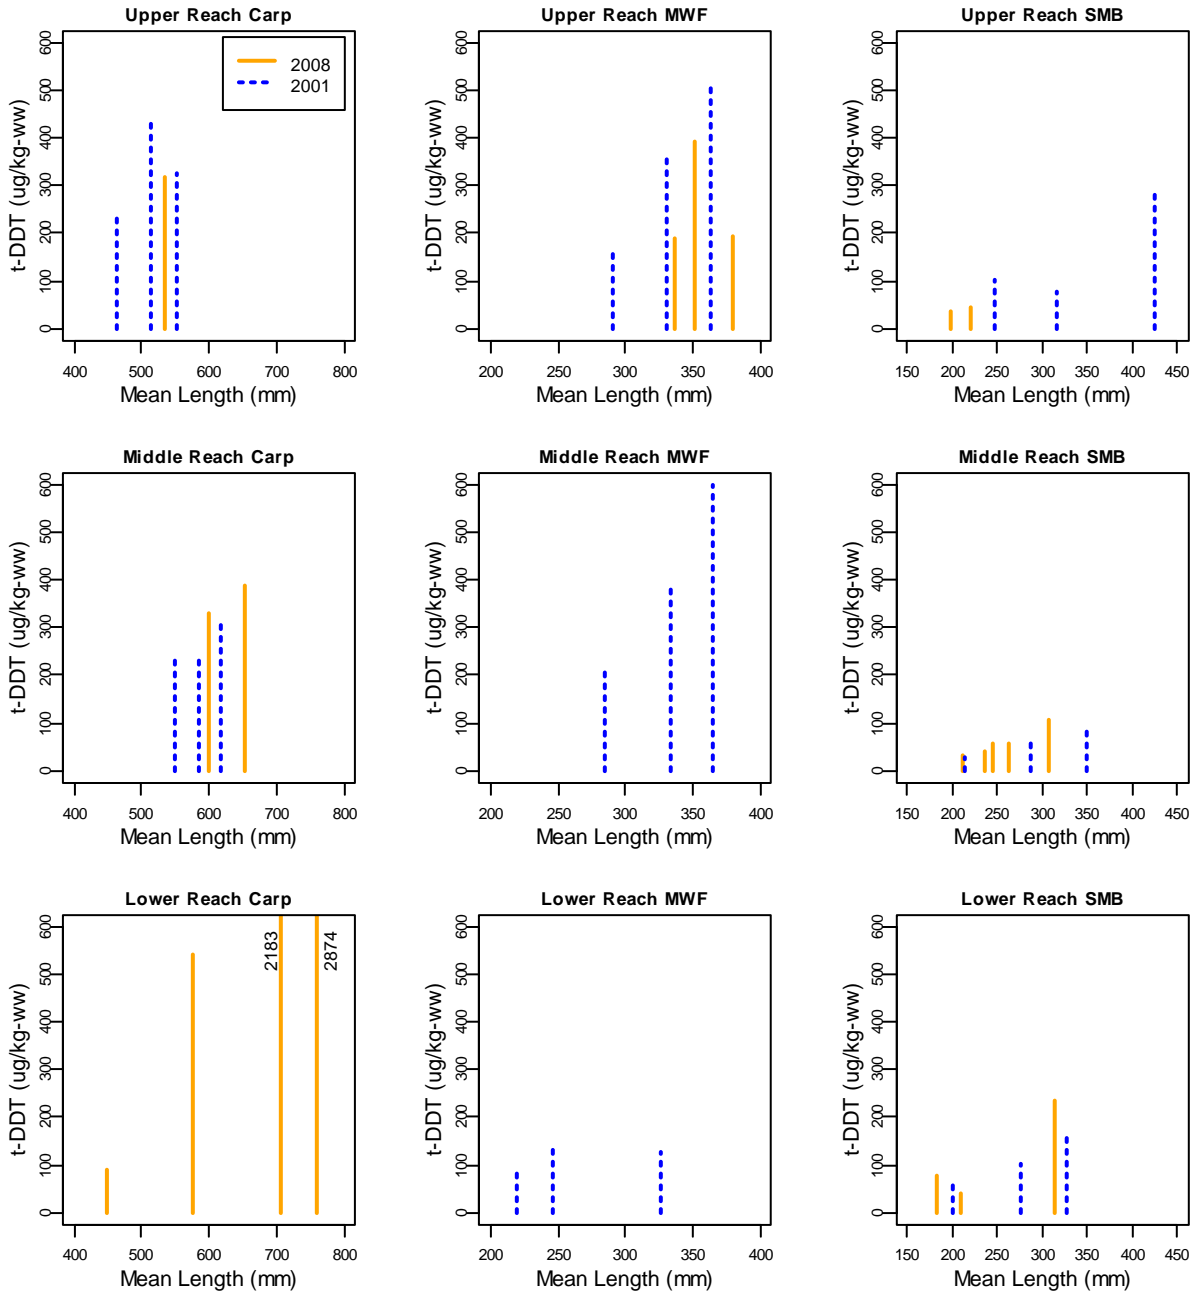 Upper Reach Carp
t-DDT (ug/kg-ww)
0 100 200 300 400 500 600
2008
2001
400 500 600 700 800
Mean Length (mm)
Upper Reach MWF
t-DDT (ug/kg-ww)
0 100 200 300 400 500 600
200 250 300 350 400
Mean Length (mm)
Upper Reach SMB
t-DDT (ug/kg-ww)
0 100 200 300 400 500 600
150 200 250 300 350 400 450
Mean Length (mm)
Middle Reach Carp
t-DDT (ug/kg-ww)
0 100 200 300 400 500 600
400 500 600 700 800
Mean Length (mm)
Middle Reach MWF
t-DDT (ug/kg-ww)
0 100 200 300 400 500 600
200 250 300 350 400
Mean Length (mm)
Middle Reach SMB
t-DDT (ug/kg-ww)
0 100 200 300 400 500 600
150 200 250 300 350 400 450
Mean Length (mm)
Lower Reach Carp
t-DDT (ug/kg-ww)
0 100 200 300 400 500 600
2183
2874
400 500 600 700 800
Mean Length (mm)
Lower Reach MWF
t-DDT (ug/kg-ww)
0 100 200 300 400 500 600
200 250 300 350 400
Mean Length (mm)
Lower Reach SMB
t-DDT (ug/kg-ww)
0 100 200 300 400 500 600
150 200 250 300 350 400 450
Mean Length (mm)